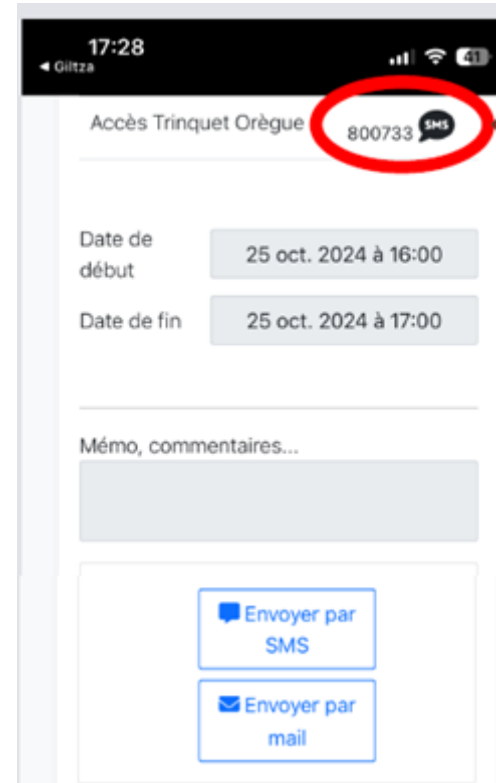 17:28
41
◀ Giltza
Accès Trinquet Orègue
800733 SMS
Date de
début
25 oct. 2024 à 16:00
Date de fin
25 oct. 2024 à 17:00
Mémo, commentaires...
Envoyer par
SMS
Envoyer par
mail